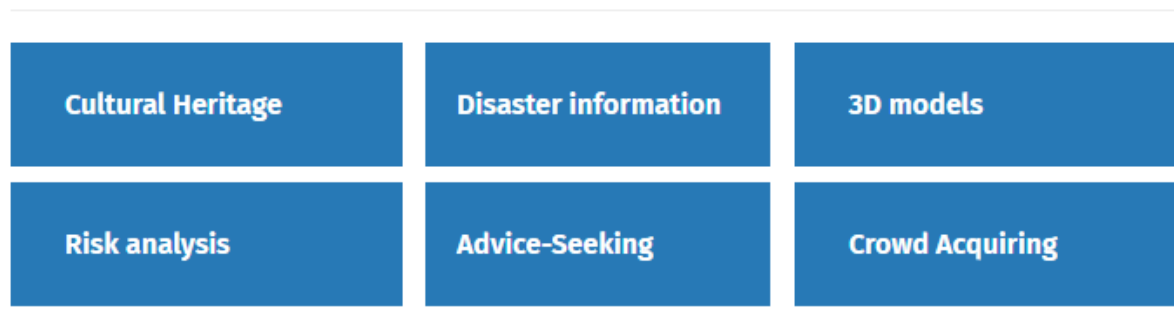 Cultural Heritage
Disaster information
3D models
Risk analysis
Advice-Seeking
Crowd Acquiring